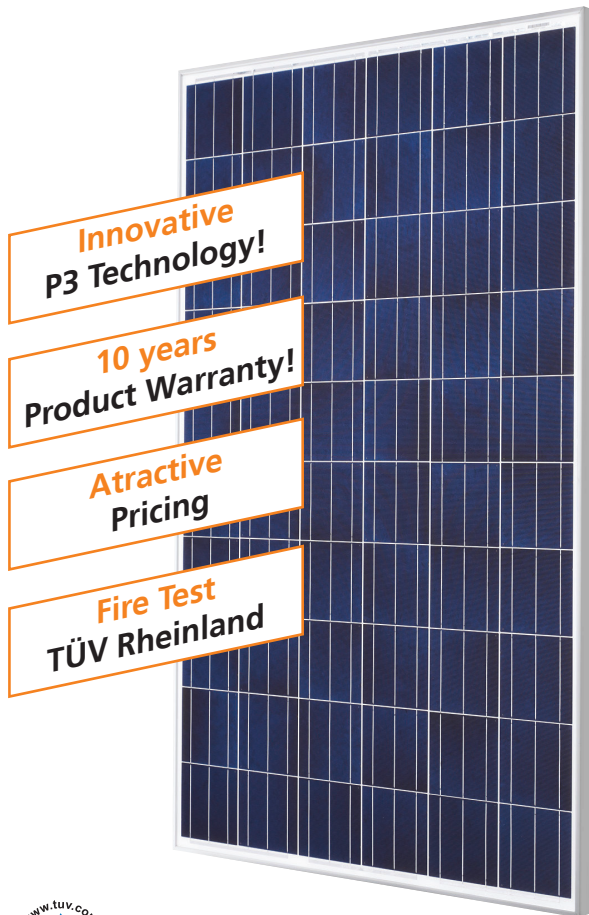 Innovative
P3 Technology!
10 years
Product Warranty!
Atractive
Pricing
Fire Test
TÜV Rheinland